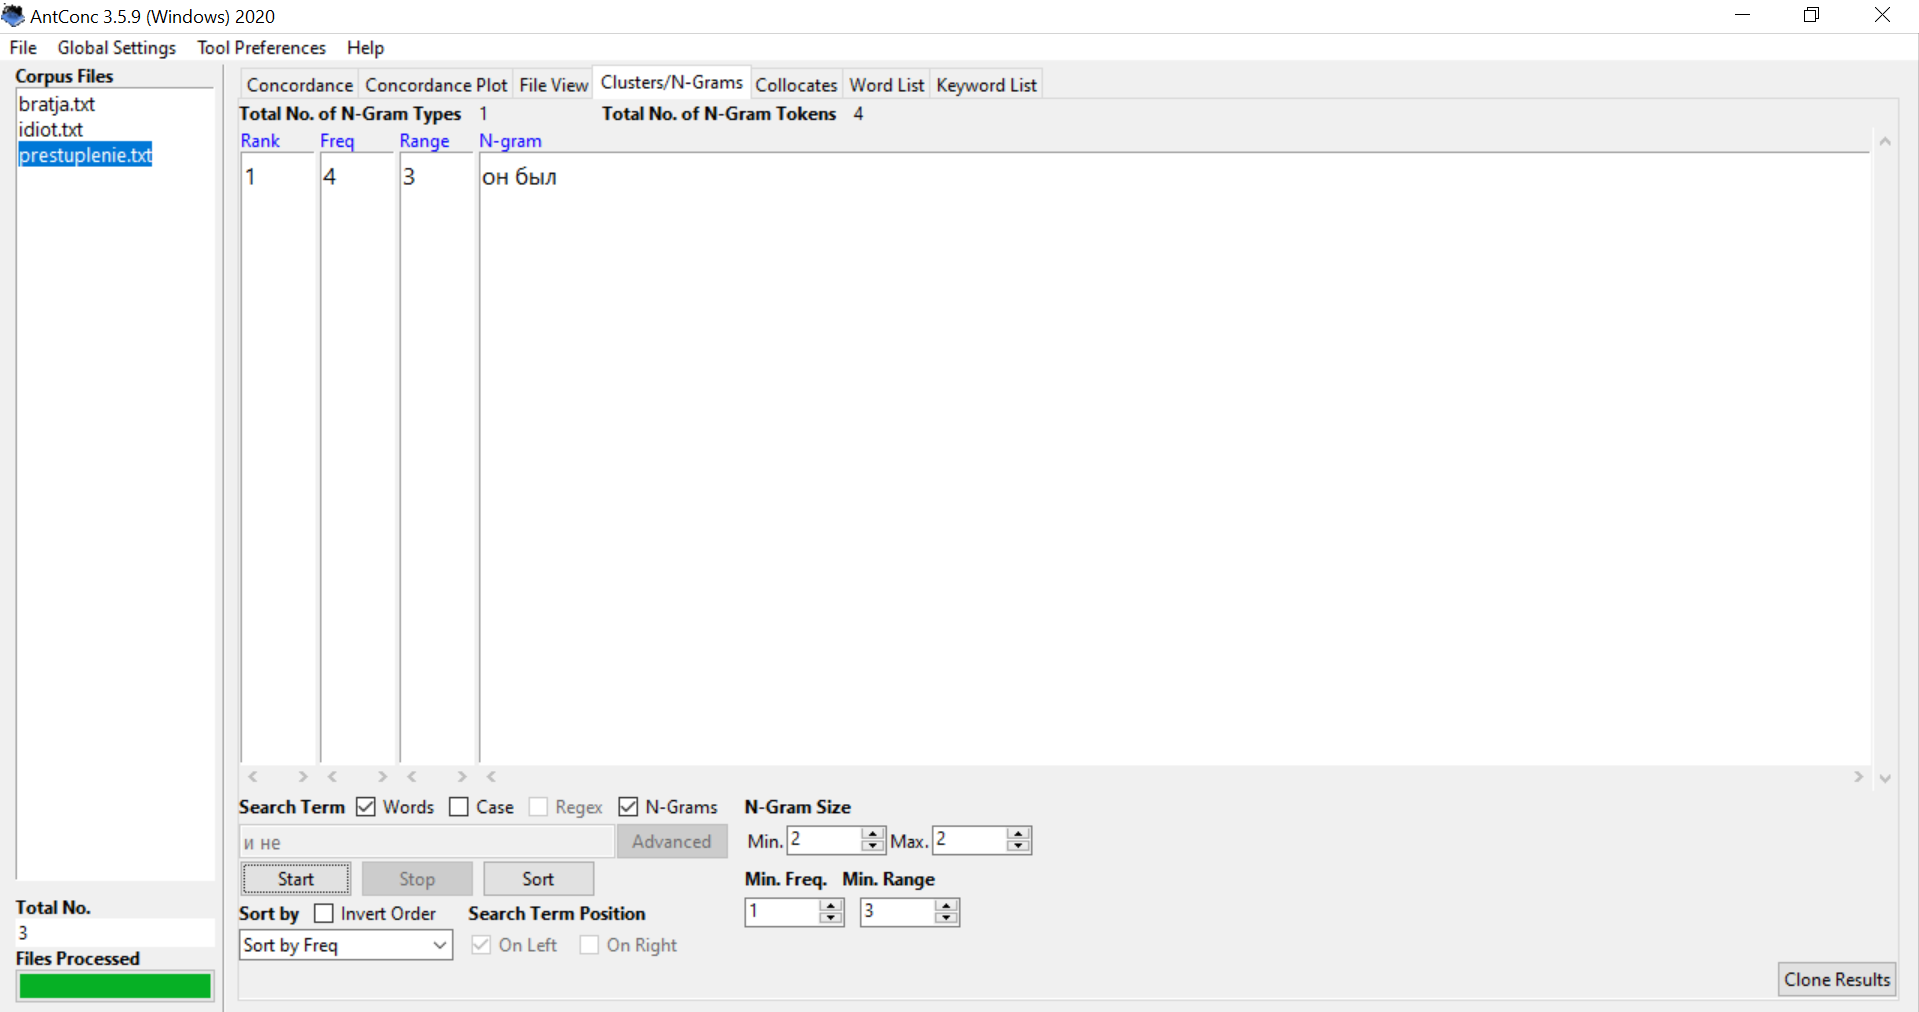 AntConc 3.5.9 (Windows) 2020
File Global Settings Tool Preferences Help
Corpus Files
bratja.txt
idiot.txt
prestuplenie.txt
Concordance Concordance Plot File View Clusters/N-Grams Collocates Word List Keyword List
Total No. of N-Gram Types 1 Total No. of N-Gram Tokens 4
Rank Freq Range N-gram
1 4 3 он был
Search Term Words Case Regex N-Grams N-Gram Size
и не Advanced Min. 2 Max. 2
Start Stop Sort Min. Freq. Min. Range
Sort by Invert Order Search Term Position 1 3
Sort by Freq On Left On Right
Total No.
3
Files Processed
Clone Results